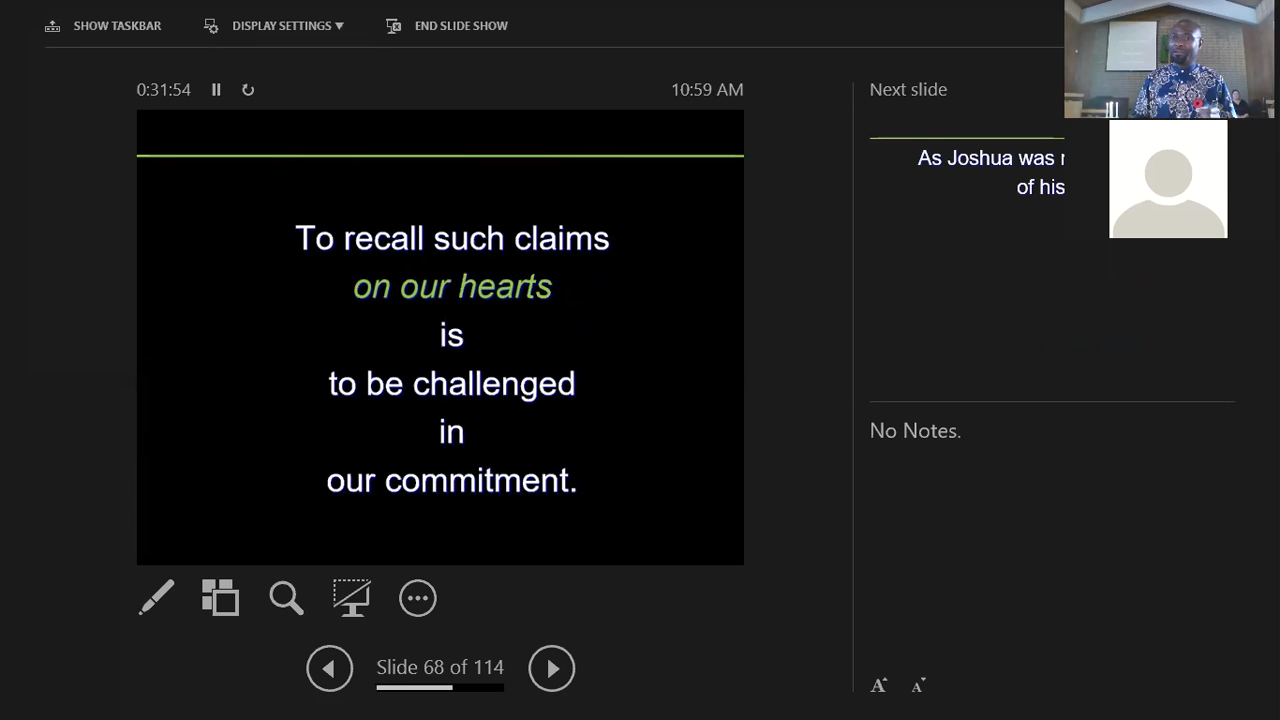 SHOW TASKBAR
DISPLAY SETTINGS
END SLIDE SHOW
0:31:54
10:59 AM
To recall such claims
on our hearts
is
to be challenged
in
our commitment.
Slide 68 of 114
Next slide
As Joshua was
of his
No Notes.
A A